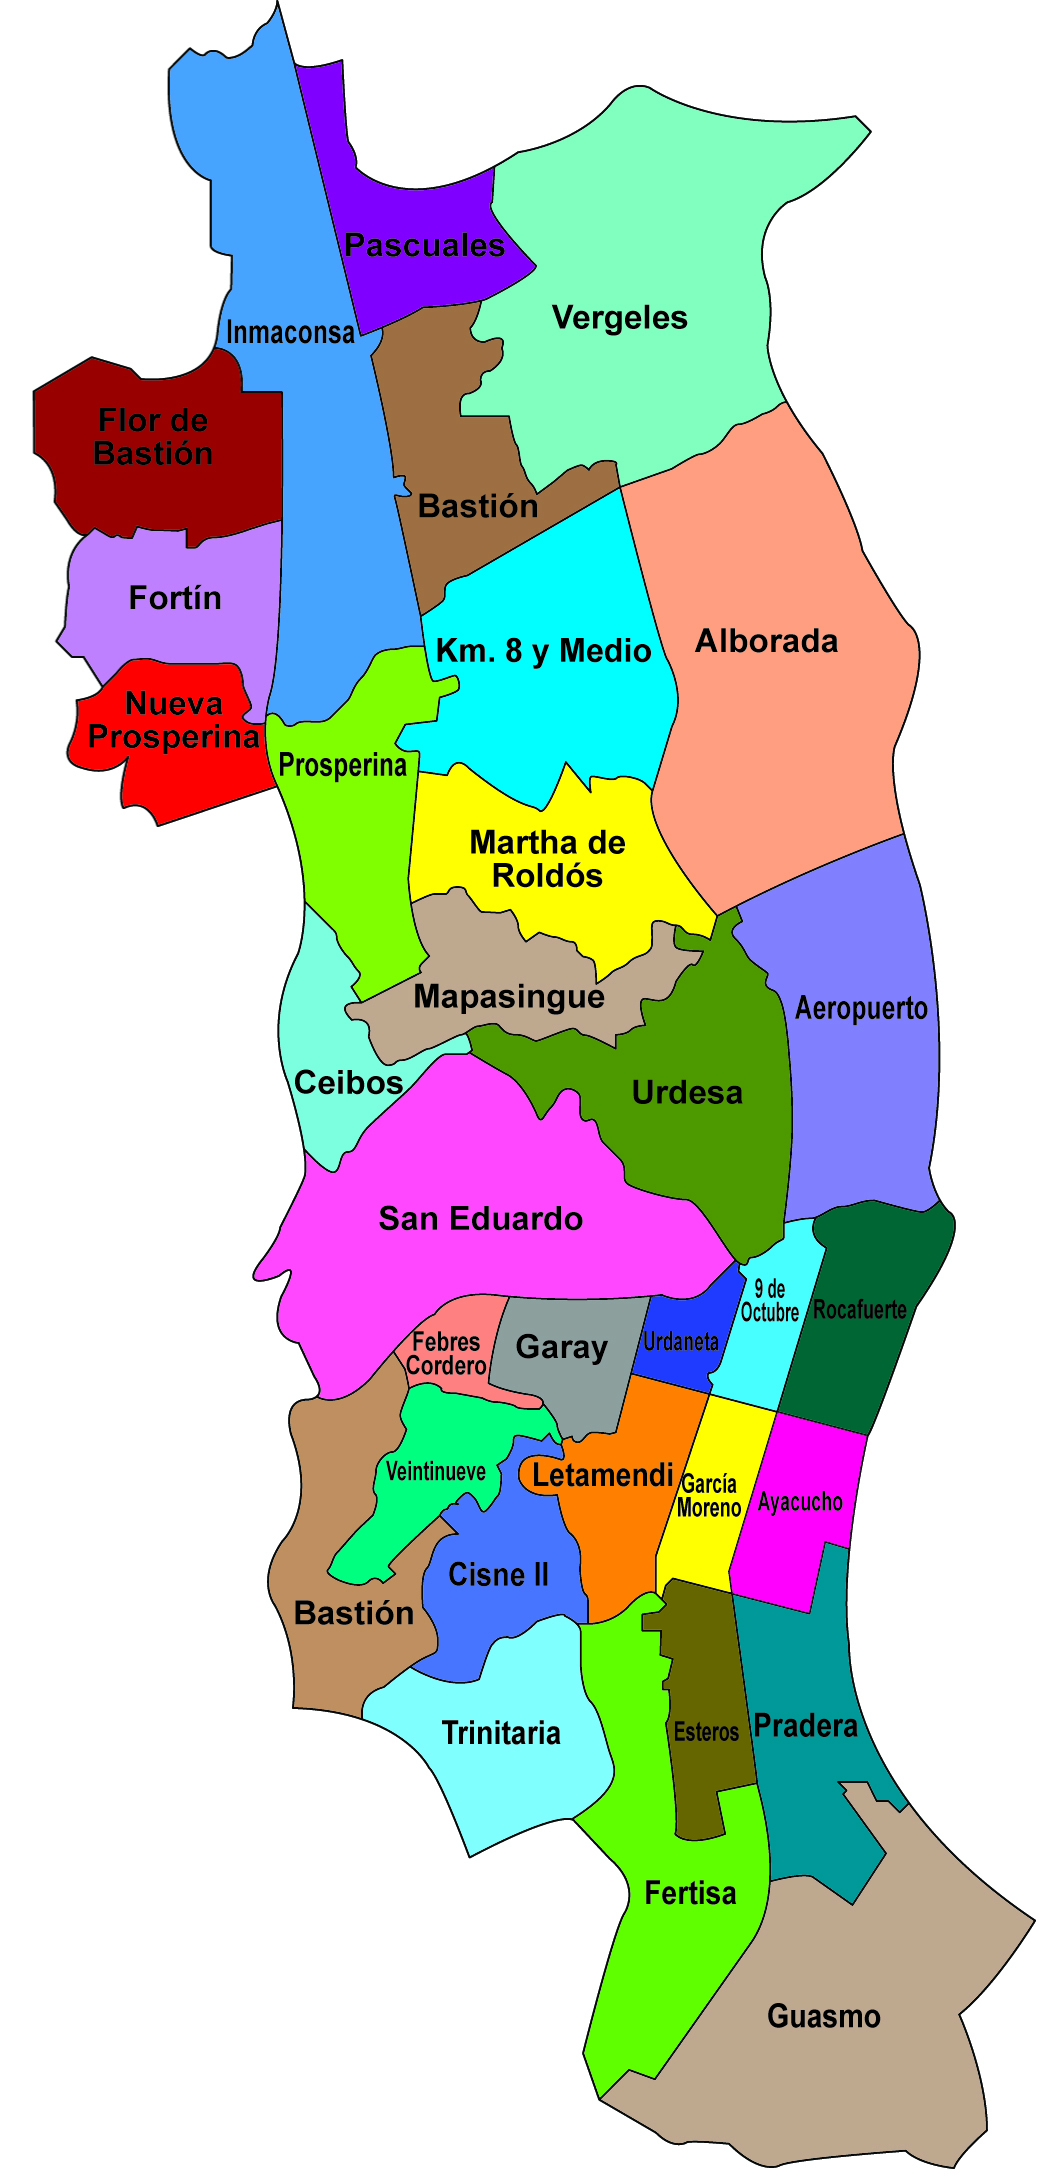 Pascuales
Vergeles
Inmaconsa
Flor de
Bastión
Bastión
Fortín
Km. 8 y Medio
Alborada
Nueva
Prosperina
Prosperina
Martha de
Roldós
Mapasingue
Aeropuerto
Ceibos
Urdesa
San Eduardo
9 de
Octubre
Rocafuerte
Febres
Cordero
Garay
Urdaneta
Veintinueve
Letamendi
García
Moreno
Ayacucho
Cisne II
Bastión
Trinitaria
Esteros
Pradera
Fertisa
Guasmo